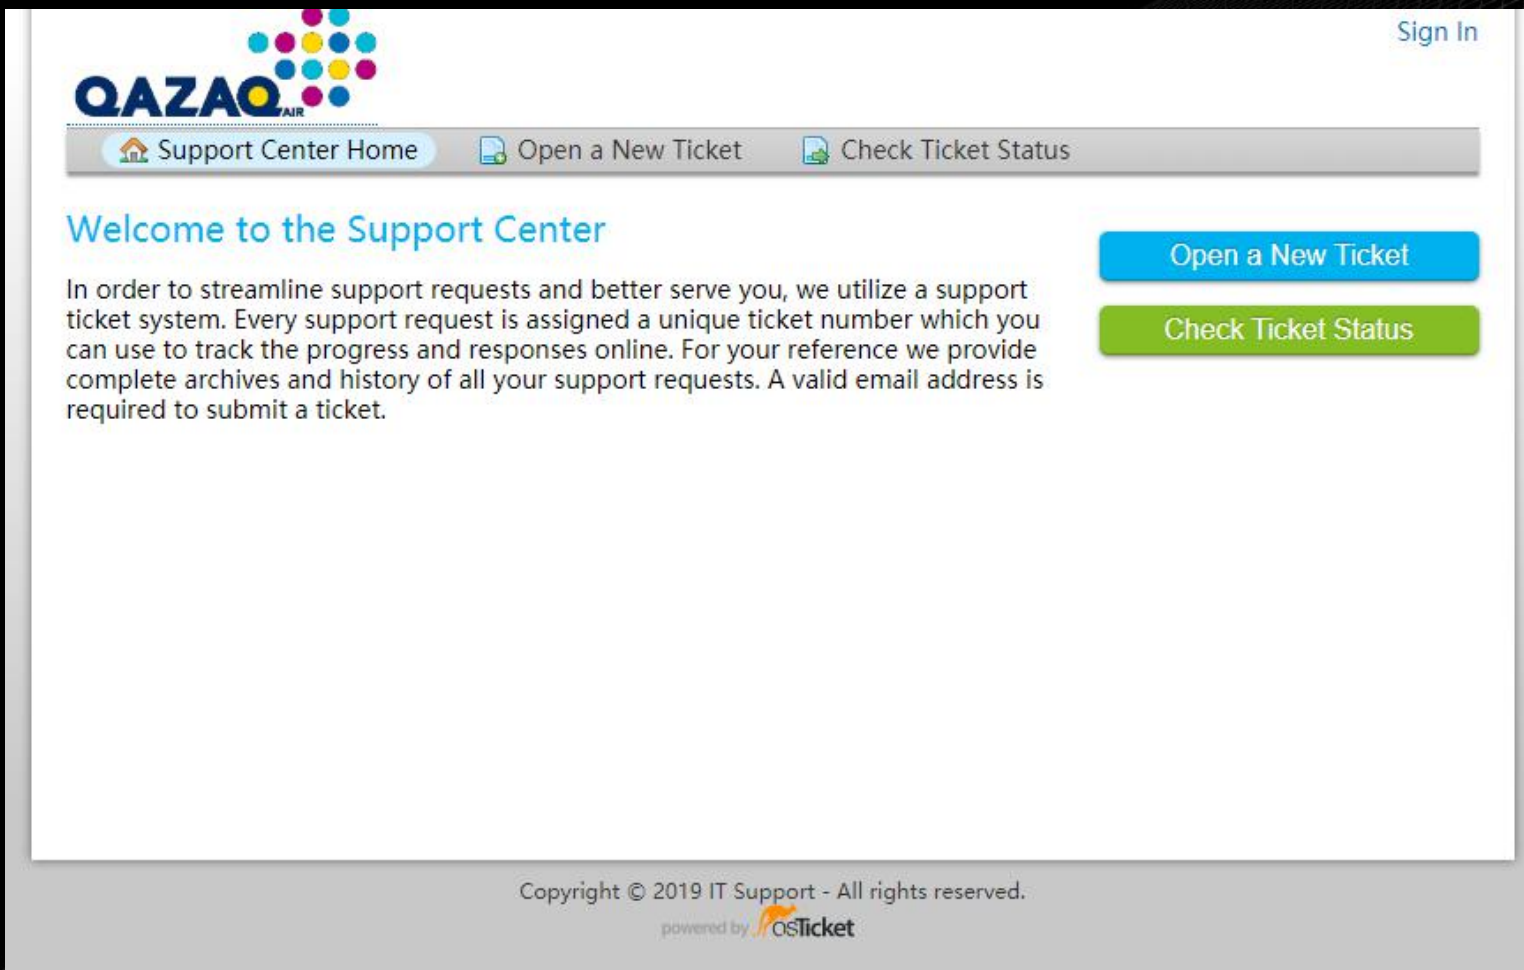 QAZAQ AIR
Sign In
Support Center Home
Open a New Ticket
Check Ticket Status
Welcome to the Support Center
Open a New Ticket
Check Ticket Status
In order to streamline support requests and better serve you, we utilize a support
ticket system. Every support request is assigned a unique ticket number which you
can use to track the progress and responses online. For your reference we provide
complete archives and history of all your support requests. A valid email address is
required to submit a ticket.
Copyright © 2019 IT Support - All rights reserved.
powered by osTicket